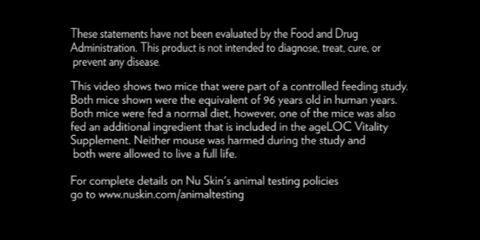 These statements have not been evaluated by the Food and Drug
Administration. This product is not intended to diagnose, treat, cure, or
prevent any disease.
This video shows two mice that were part of a controlled feeding study.
Both mice shown were the equivalent of 96 years old in human years.
Both mice were fed a normal diet, however, one of the mice was also
fed an additional ingredient that is included in the ageLOC Vitality
Supplement. Neither mouse was harmed during the study and
both were allowed to live a full life.
For complete details on Nu Skin's animal testing policies
go to www.nuskin.com/animaltesting